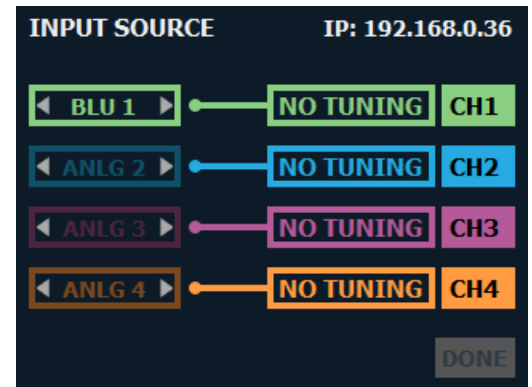 INPUT SOURCE IP: 192.168.0.36
BLU 1 NO TUNING CH1
ANLG 2 NO TUNING CH2
ANLG 3 NO TUNING CH3
ANLG 4 NO TUNING CH4
DONE